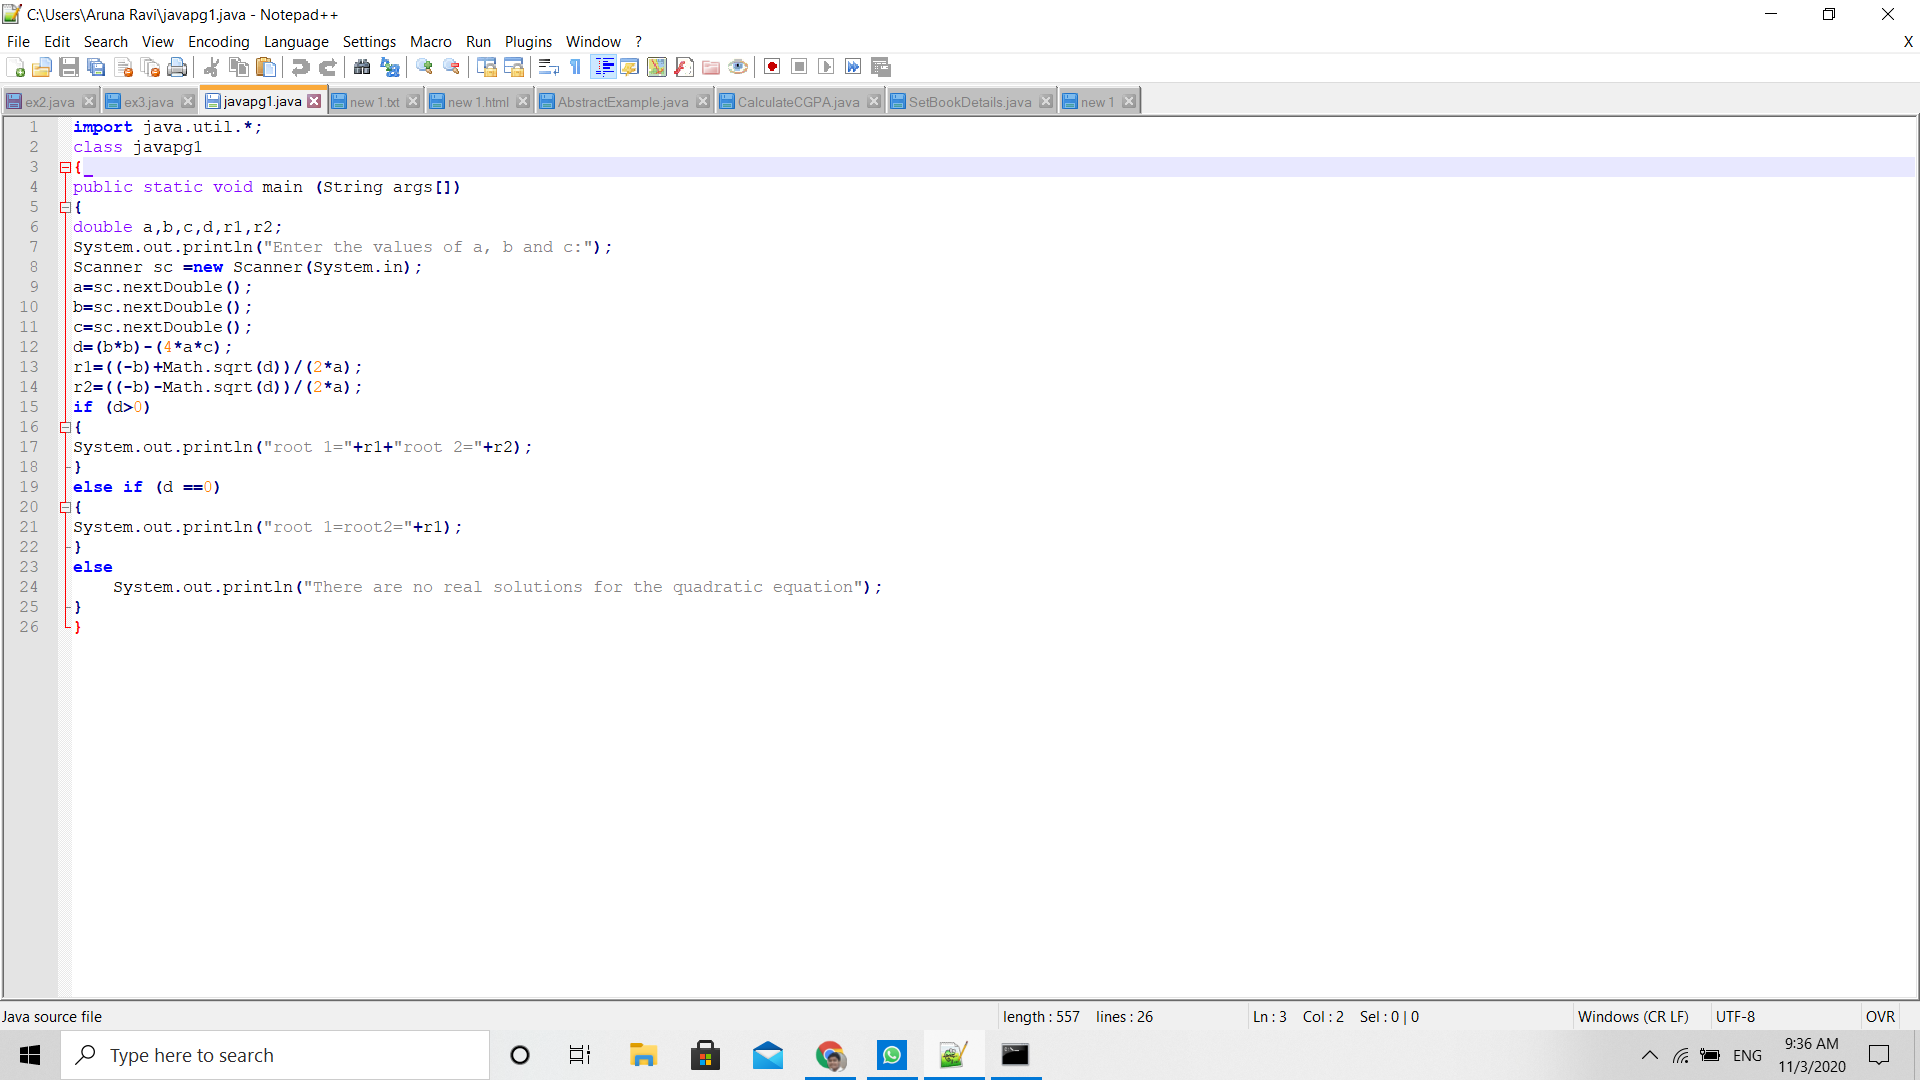 C:\Users\Aruna Ravi\javapg1.java - Notepad++
File Edit Search View Encoding Language Settings Macro Run Plugins Window ? X
ex2.java ex3.java javapg1.java new 1.txt new 1.html AbstractExample.java CalculateCGPA.java SetBookDetails.java new 1
1 import java.util.*;
2 class javapg1
3 {
4 public static void main (String args[])
5 {
6 double a,b,c,d,r1,r2;
7 System.out.println("Enter the values of a, b and c:");
8 Scanner sc =new Scanner(System.in);
9 a=sc.nextDouble();
10 b=sc.nextDouble();
11 c=sc.nextDouble();
12 d=(b*b)-(4*a*c);
13 r1=((-b)+Math.sqrt(d))/(2*a);
14 r2=((-b)-Math.sqrt(d))/(2*a);
15 if (d>0)
16 {
17 System.out.println("root 1="+r1+"root 2="+r2);
18 }
19 else if (d ==0)
20 {
21 System.out.println("root 1=root2="+r1);
22 }
23 else
24     System.out.println("There are no real solutions for the quadratic equation");
25 }
26 }
Java source file length : 557 lines : 26 Ln : 3 Col : 2 Sel : 0 | 0 Windows (CR LF) UTF-8 OVR
Type here to search ENG 9:36 AM
11/3/2020